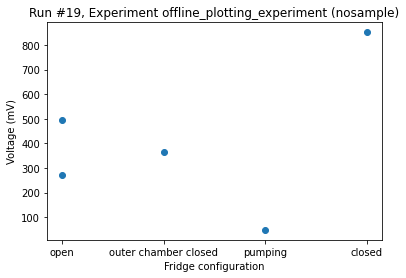 Run #19, Experiment offline_plotting_experiment (nosample)
800
700
600
500
400
300
200
100
Voltage (mV)
open outer chamber closed pumping closed
Fridge configuration